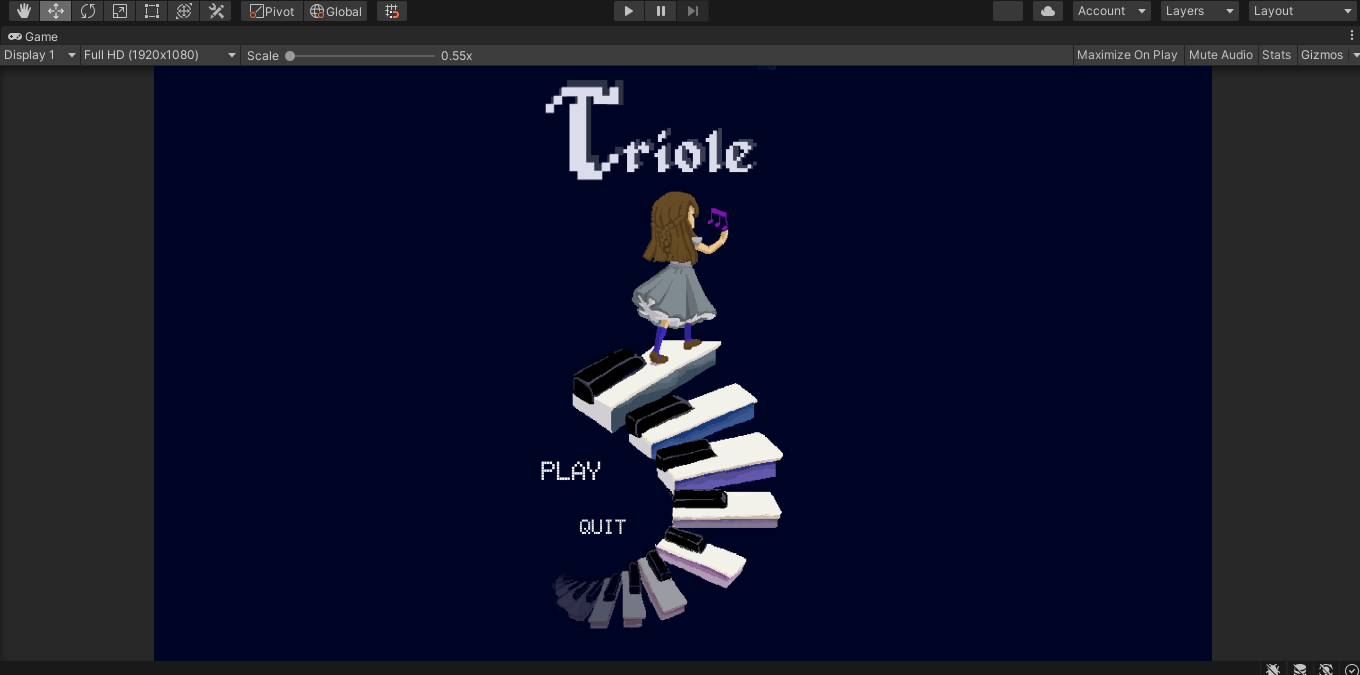 Pivot Global Account Layers Layout
Game
Display 1 Full HD (1920x1080) Scale 0.55x Maximize On Play Mute Audio Stats Gizmos
Triole
PLAY
QUIT